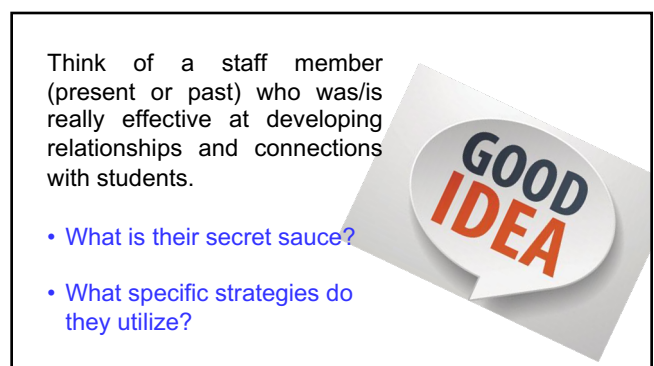 Think of a staff member
(present or past) who was/is
really effective at developing
relationships and connections
with students.
• What is their secret sauce?
• What specific strategies do
they utilize?
GOOD
IDEA